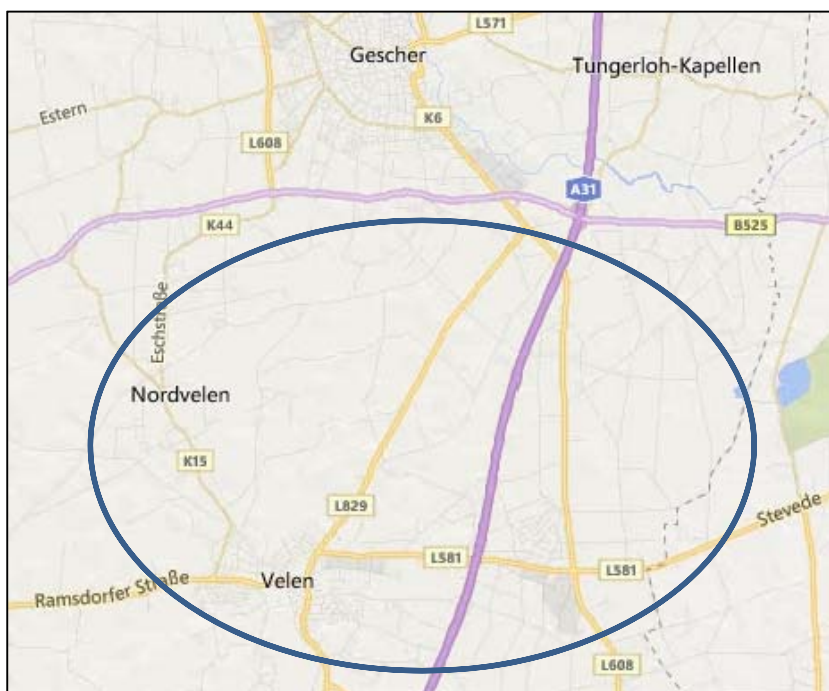 L571
Gescher
Tungerloh-Kapellen
Estern
K6
L608
A31
K44
B525
Eschstraße
Nordvelen
K15
L829
Stevede
L581
L581
Velen
Ramsdorfer Straße
L608